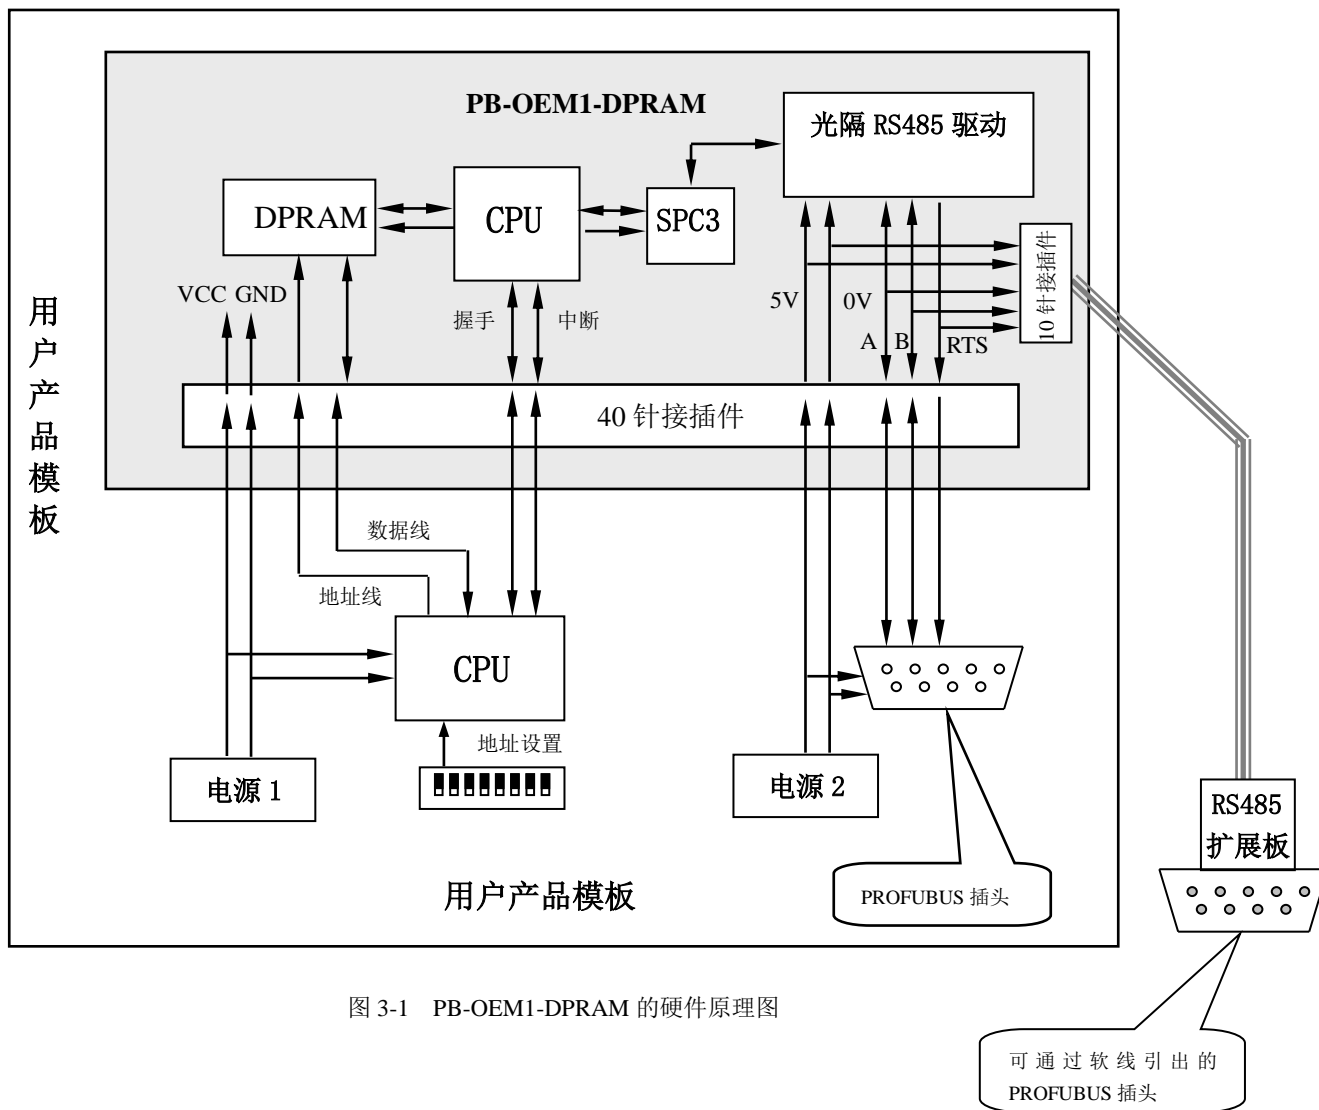 PB-OEM1-DPRAM
光隔 RS485 驱动
DPRAM
CPU
SPC3
10 针接插件
VCC GND
握手
中断
5V
0V
A
B
RTS
40 针接插件
用户产品模板
数据线
地址线
CPU
地址设置
电源 1
电源 2
RS485
扩展板
用户产品模板
PROFUBUS 插头
图 3-1 PB-OEM1-DPRAM 的硬件原理图
可通过软线引出的
PROFUBUS 插头